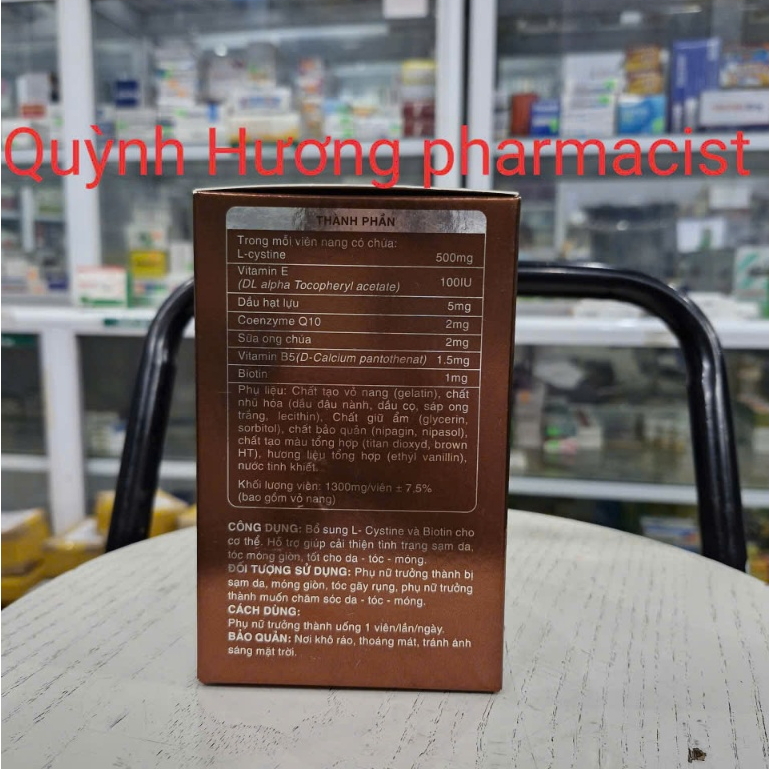 Quỳnh Hương pharmacist
THÀNH PHẦN
Trong mỗi viên nang có chứa:
L-cystine 500mg
Vitamin E
(DL alpha Tocopheryl acetate) 100IU
Dầu hạt lựu 5mg
Coenzyme Q10 2mg
Sữa ong chúa 2mg
Vitamin B5(D-Calcium pantothenat) 1.5mg
Biotin 1mg
Phụ liệu: Chất tạo vỏ nang (gelatin), chất
nhũ hóa (dầu đậu nành, dầu cọ, sáp ong
trắng, lecithin), Chất giữ ẩm (glycerin,
sorbitol), chất bảo quản (nipagin, nipasol),
chất tạo màu tổng hợp (titan dioxyd, brown
HT), hương liệu tổng hợp (ethyl vanillin),
nước tinh khiết.
Khối lượng viên: 1300mg/viên ± 7,5%
(bao gồm vỏ nang)
CÔNG DỤNG: Bổ sung L- Cystine và Biotin cho
cơ thể. Hỗ trợ giúp cải thiện tình trạng sạm da,
tóc móng giòn, tốt cho da - tóc - móng.
ĐỐI TƯỢNG SỬ DỤNG: Phụ nữ trưởng thành bị
sạm da, móng giòn, tóc gãy rụng, phụ nữ trưởng
thành muốn chăm sóc da - tóc - móng.
CÁCH DÙNG:
Phụ nữ trưởng thành uống 1 viên/lần/ngày.
BẢO QUẢN: Nơi khô ráo, thoáng mát, tránh ánh
sáng mặt trời.